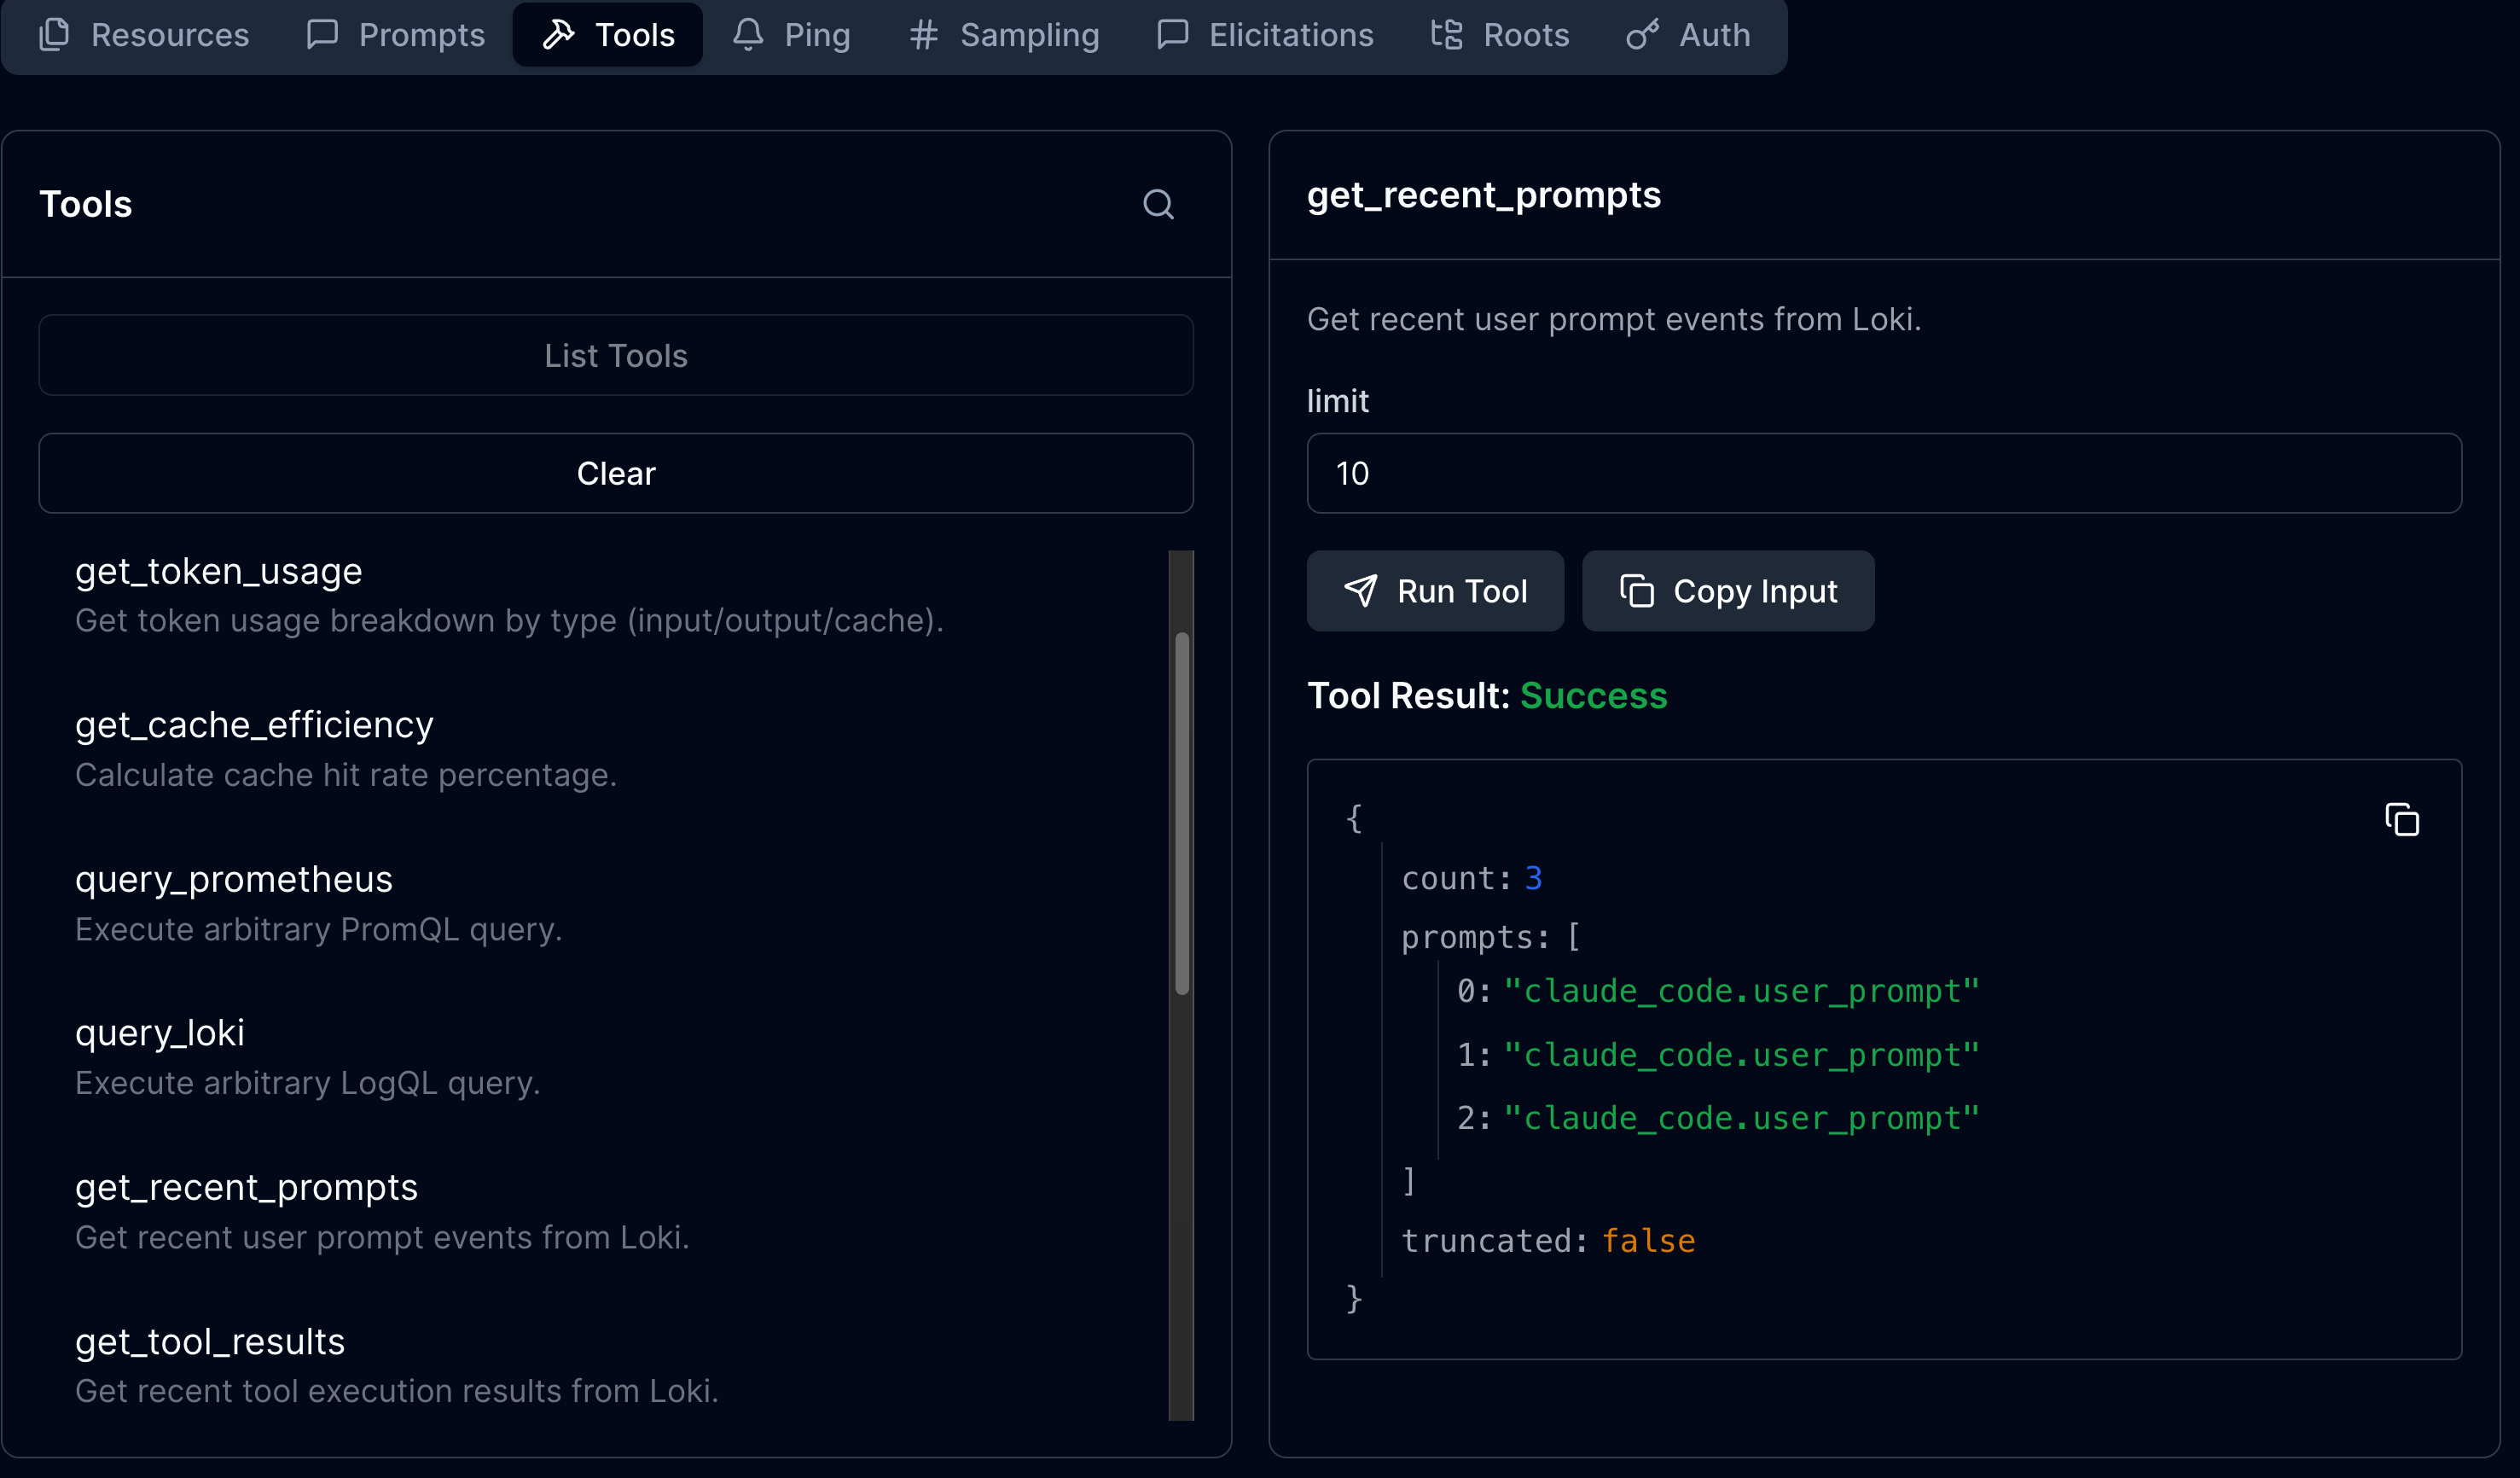 Resources Prompts Tools Ping Sampling Elicitations Roots Auth
Tools
List Tools
Clear
get_token_usage
Get token usage breakdown by type (input/output/cache).
get_cache_efficiency
Calculate cache hit rate percentage.
query_prometheus
Execute arbitrary PromQL query.
query_loki
Execute arbitrary LogQL query.
get_recent_prompts
Get recent user prompt events from Loki.
get_tool_results
Get recent tool execution results from Loki.
get_recent_prompts
Get recent user prompt events from Loki.
limit
10
Run Tool Copy Input
Tool Result: Success
{
count: 3
prompts: [
0: "claude_code.user_prompt"
1: "claude_code.user_prompt"
2: "claude_code.user_prompt"
]
truncated: false
}